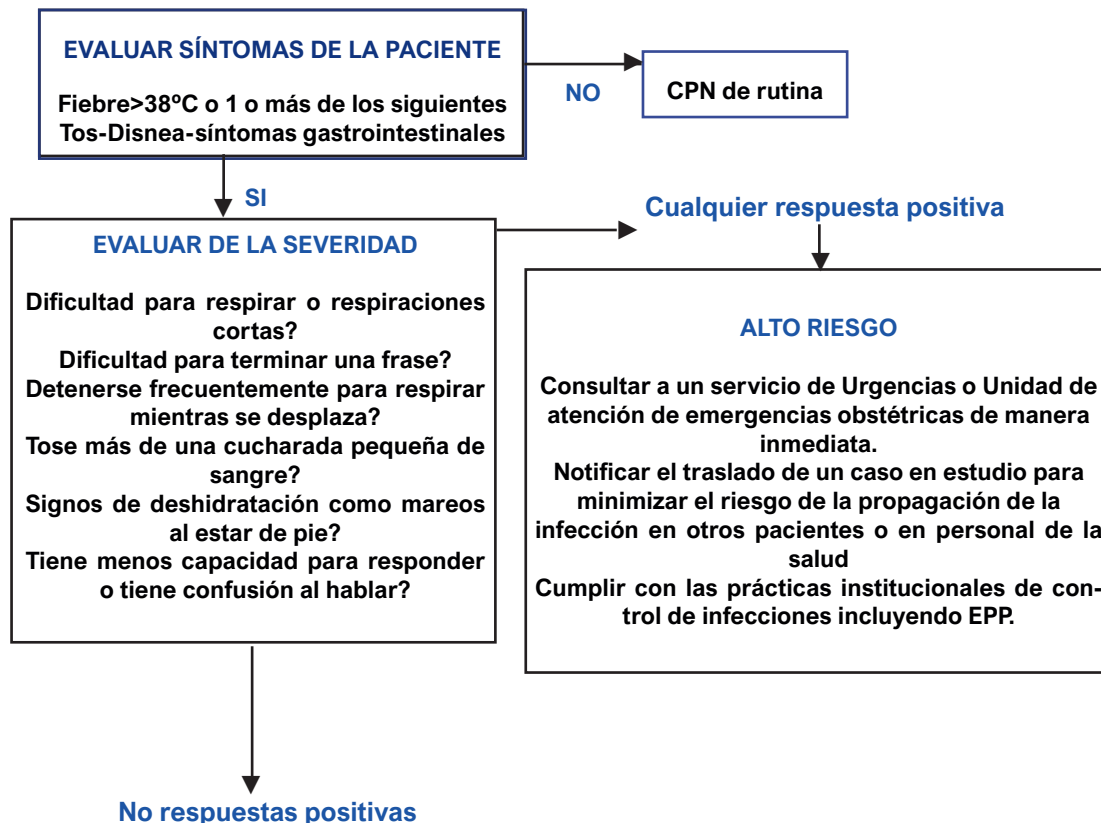 EVALUAR SÍNTOMAS DE LA PACIENTE
Fiebre>38ºC o 1 o más de los siguientes
Tos-Disnea-síntomas gastrointestinales
NO
CPN de rutina
SI
EVALUAR DE LA SEVERIDAD
Dificultad para respirar o respiraciones
cortas?
Dificultad para terminar una frase?
Detenerse frecuentemente para respirar
mientras se desplaza?
Tose más de una cucharada pequeña de
sangre?
Signos de deshidratación como mareos
al estar de pie?
Tiene menos capacidad para responder
o tiene confusión al hablar?
Cualquier respuesta positiva
ALTO RIESGO
Consultar a un servicio de Urgencias o Unidad de
atención de emergencias obstétricas de manera
inmediata.
Notificar el traslado de un caso en estudio para
minimizar el riesgo de la propagación de la
infección en otros pacientes o en personal de la
salud
Cumplir con las prácticas institucionales de con-
trol de infecciones incluyendo EPP.
No respuestas positivas